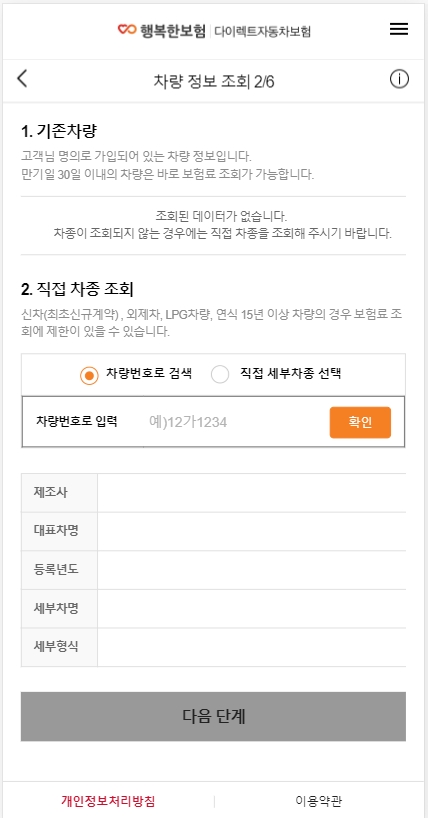 행복한보험 다이렉트자동차보험
차량 정보 조회 2/6
1. 기존차량
고객님 명의로 가입되어 있는 차량 정보입니다.
만기일 30일 이내의 차량은 바로 보험료 조회가 가능합니다.
조회된 데이터가 없습니다.
차종이 조회되지 않는 경우에는 직접 차종을 조회해 주시기 바랍니다.
2. 직접 차종 조회
신차(최초신규계약) , 외제차, LPG차량, 연식 15년 이상 차량의 경우 보험료 조
회에 제한이 있을 수 있습니다.
차량번호로 검색 직접 세부차종 선택
차량번호로 입력 예)12가1234 확인
제조사
대표차명
등록년도
세부차명
세부형식
다음 단계
개인정보처리방침 이용약관